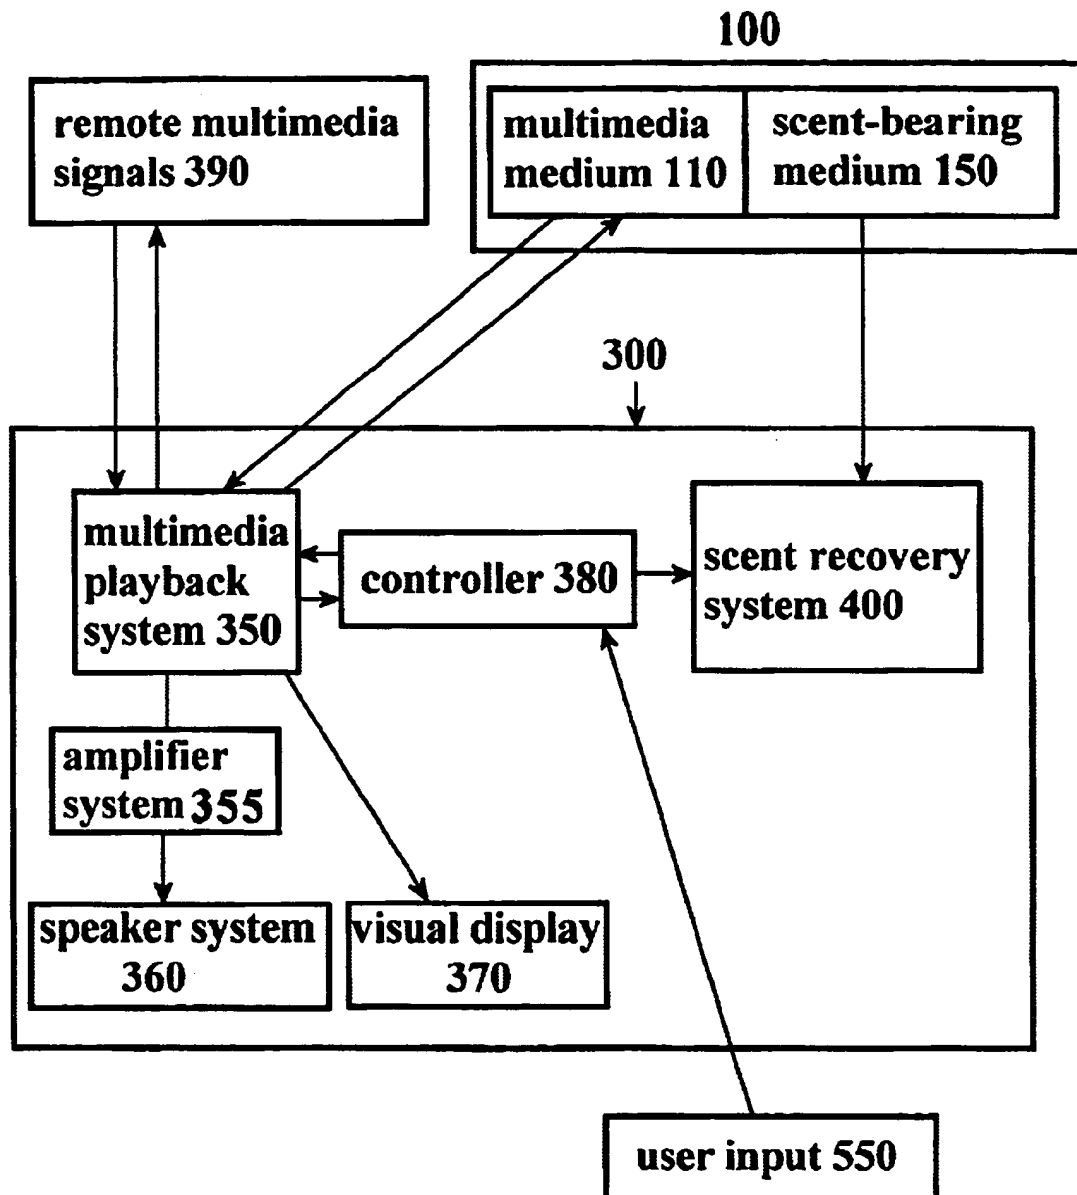 100
remote multimedia
signals 390
multimedia
medium 110
scent-bearing
medium 150
300
multimedia
playback
system 350
controller 380
scent recovery
system 400
amplifier
system 355
speaker system
360
visual display
370
user input 550